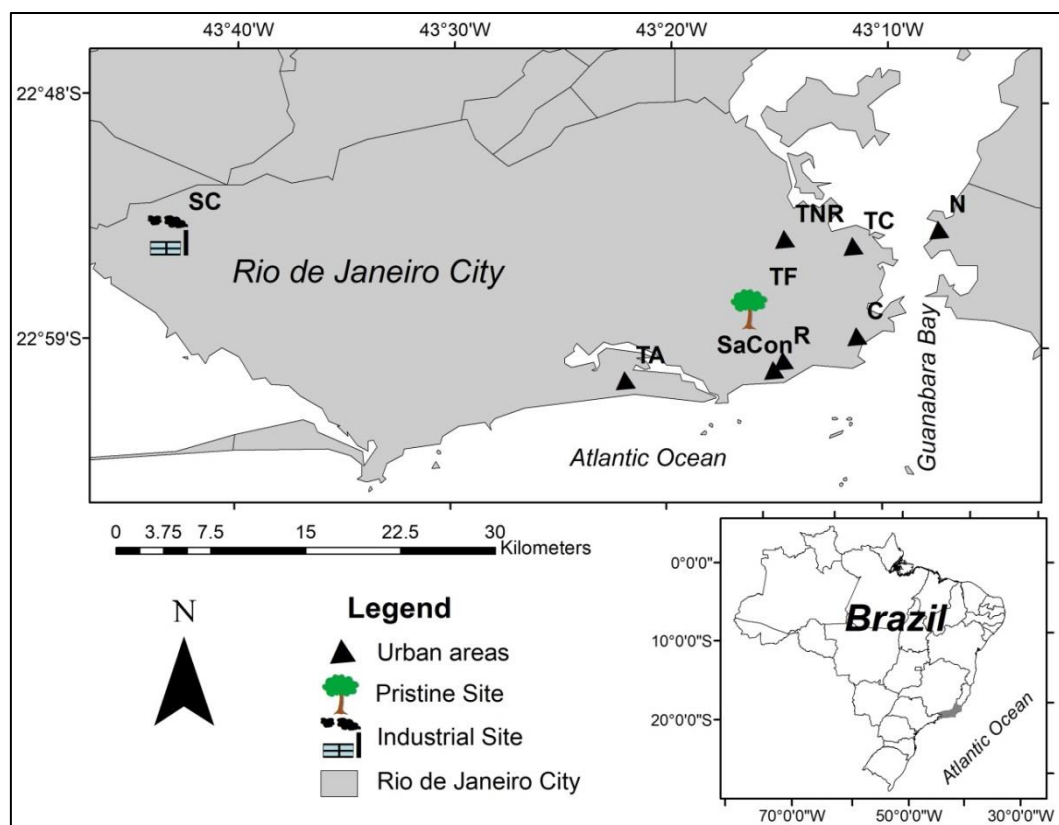 43°40'W 43°30'W 43°20'W 43°10'W
22°48'S
SC
TNR TC N
Rio de Janeiro City
TF
C
22°59'S
SaCon R
TA
Guanabara Bay
Atlantic Ocean
0 3.75 7.5 15 22.5 30
Kilometers
N
Legend
Urban areas
Pristine Site
Industrial Site
Rio de Janeiro City
0°0'0"
Brazil
10°0'0"S
20°0'0"S
Atlantic Ocean
70°0'0"W 50°0'0"W 30°0'0"W